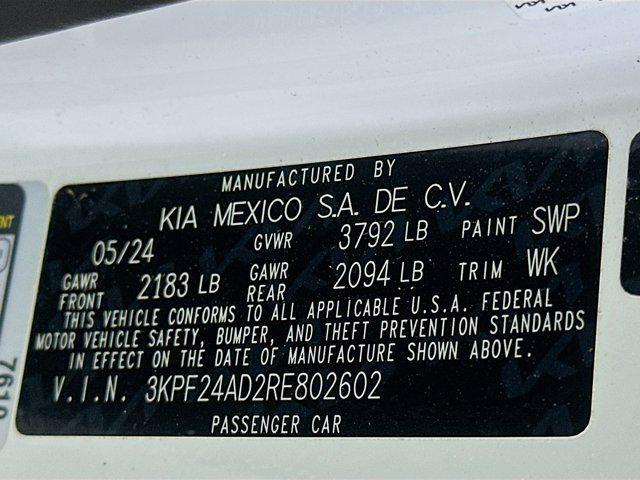 MANUFACTURED BY
KIA MEXICO S.A. DE C.V.
05/24 GVWR 3792 LB PAINT SWP
GAWR FRONT 2183 LB GAWR REAR 2094 LB TRIM WK
THIS VEHICLE CONFORMS TO ALL APPLICABLE U.S.A. FEDERAL
MOTOR VEHICLE SAFETY, BUMPER, AND THEFT PREVENTION STANDARDS
IN EFFECT ON THE DATE OF MANUFACTURE SHOWN ABOVE.
V.I.N. 3KPF24AD2RE802602
PASSENGER CAR